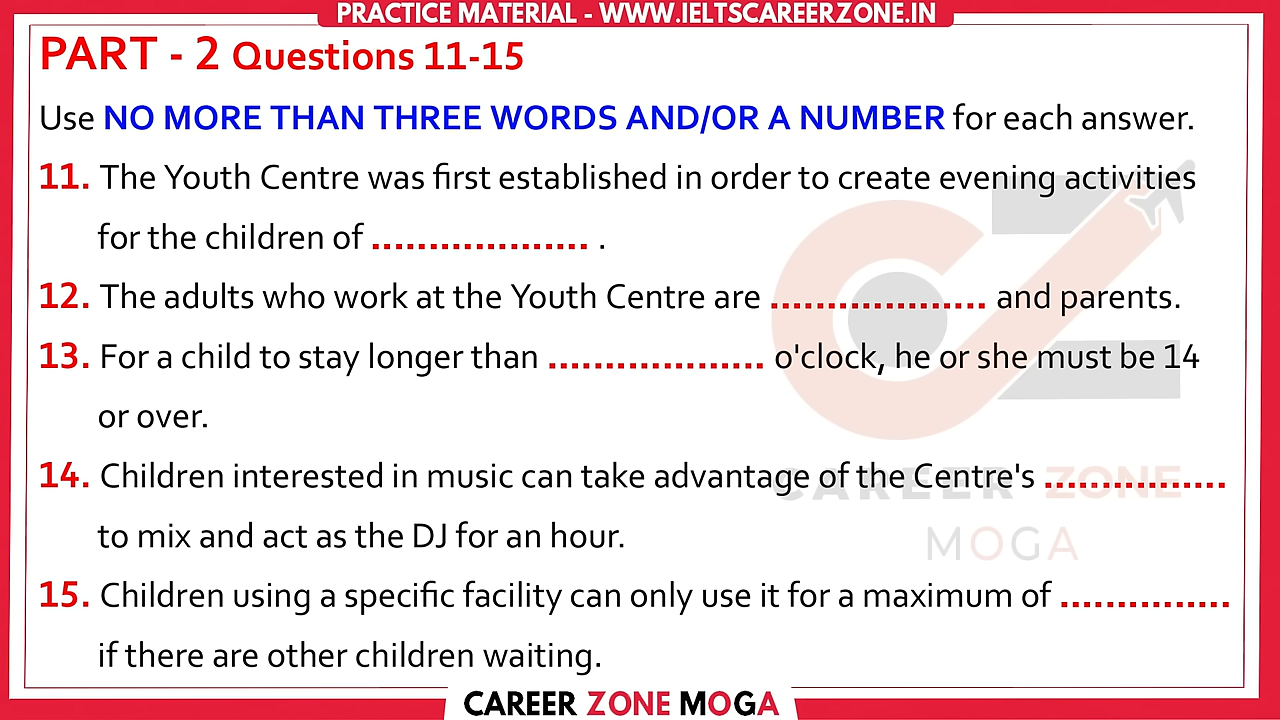 PRACTICE MATERIAL - WWW.IELTSCAREERZONE.IN
PART - 2 Questions 11-15
Use NO MORE THAN THREE WORDS AND/OR A NUMBER for each answer.
11. The Youth Centre was first established in order to create evening activities
for the children of ................... .
12. The adults who work at the Youth Centre are ................... and parents.
13. For a child to stay longer than ................... o'clock, he or she must be 14
or over.
14. Children interested in music can take advantage of the Centre's ................
to mix and act as the DJ for an hour.
15. Children using a specific facility can only use it for a maximum of ...............
if there are other children waiting.
CAREER ZONE
MOGA
CAREER ZONE MOGA